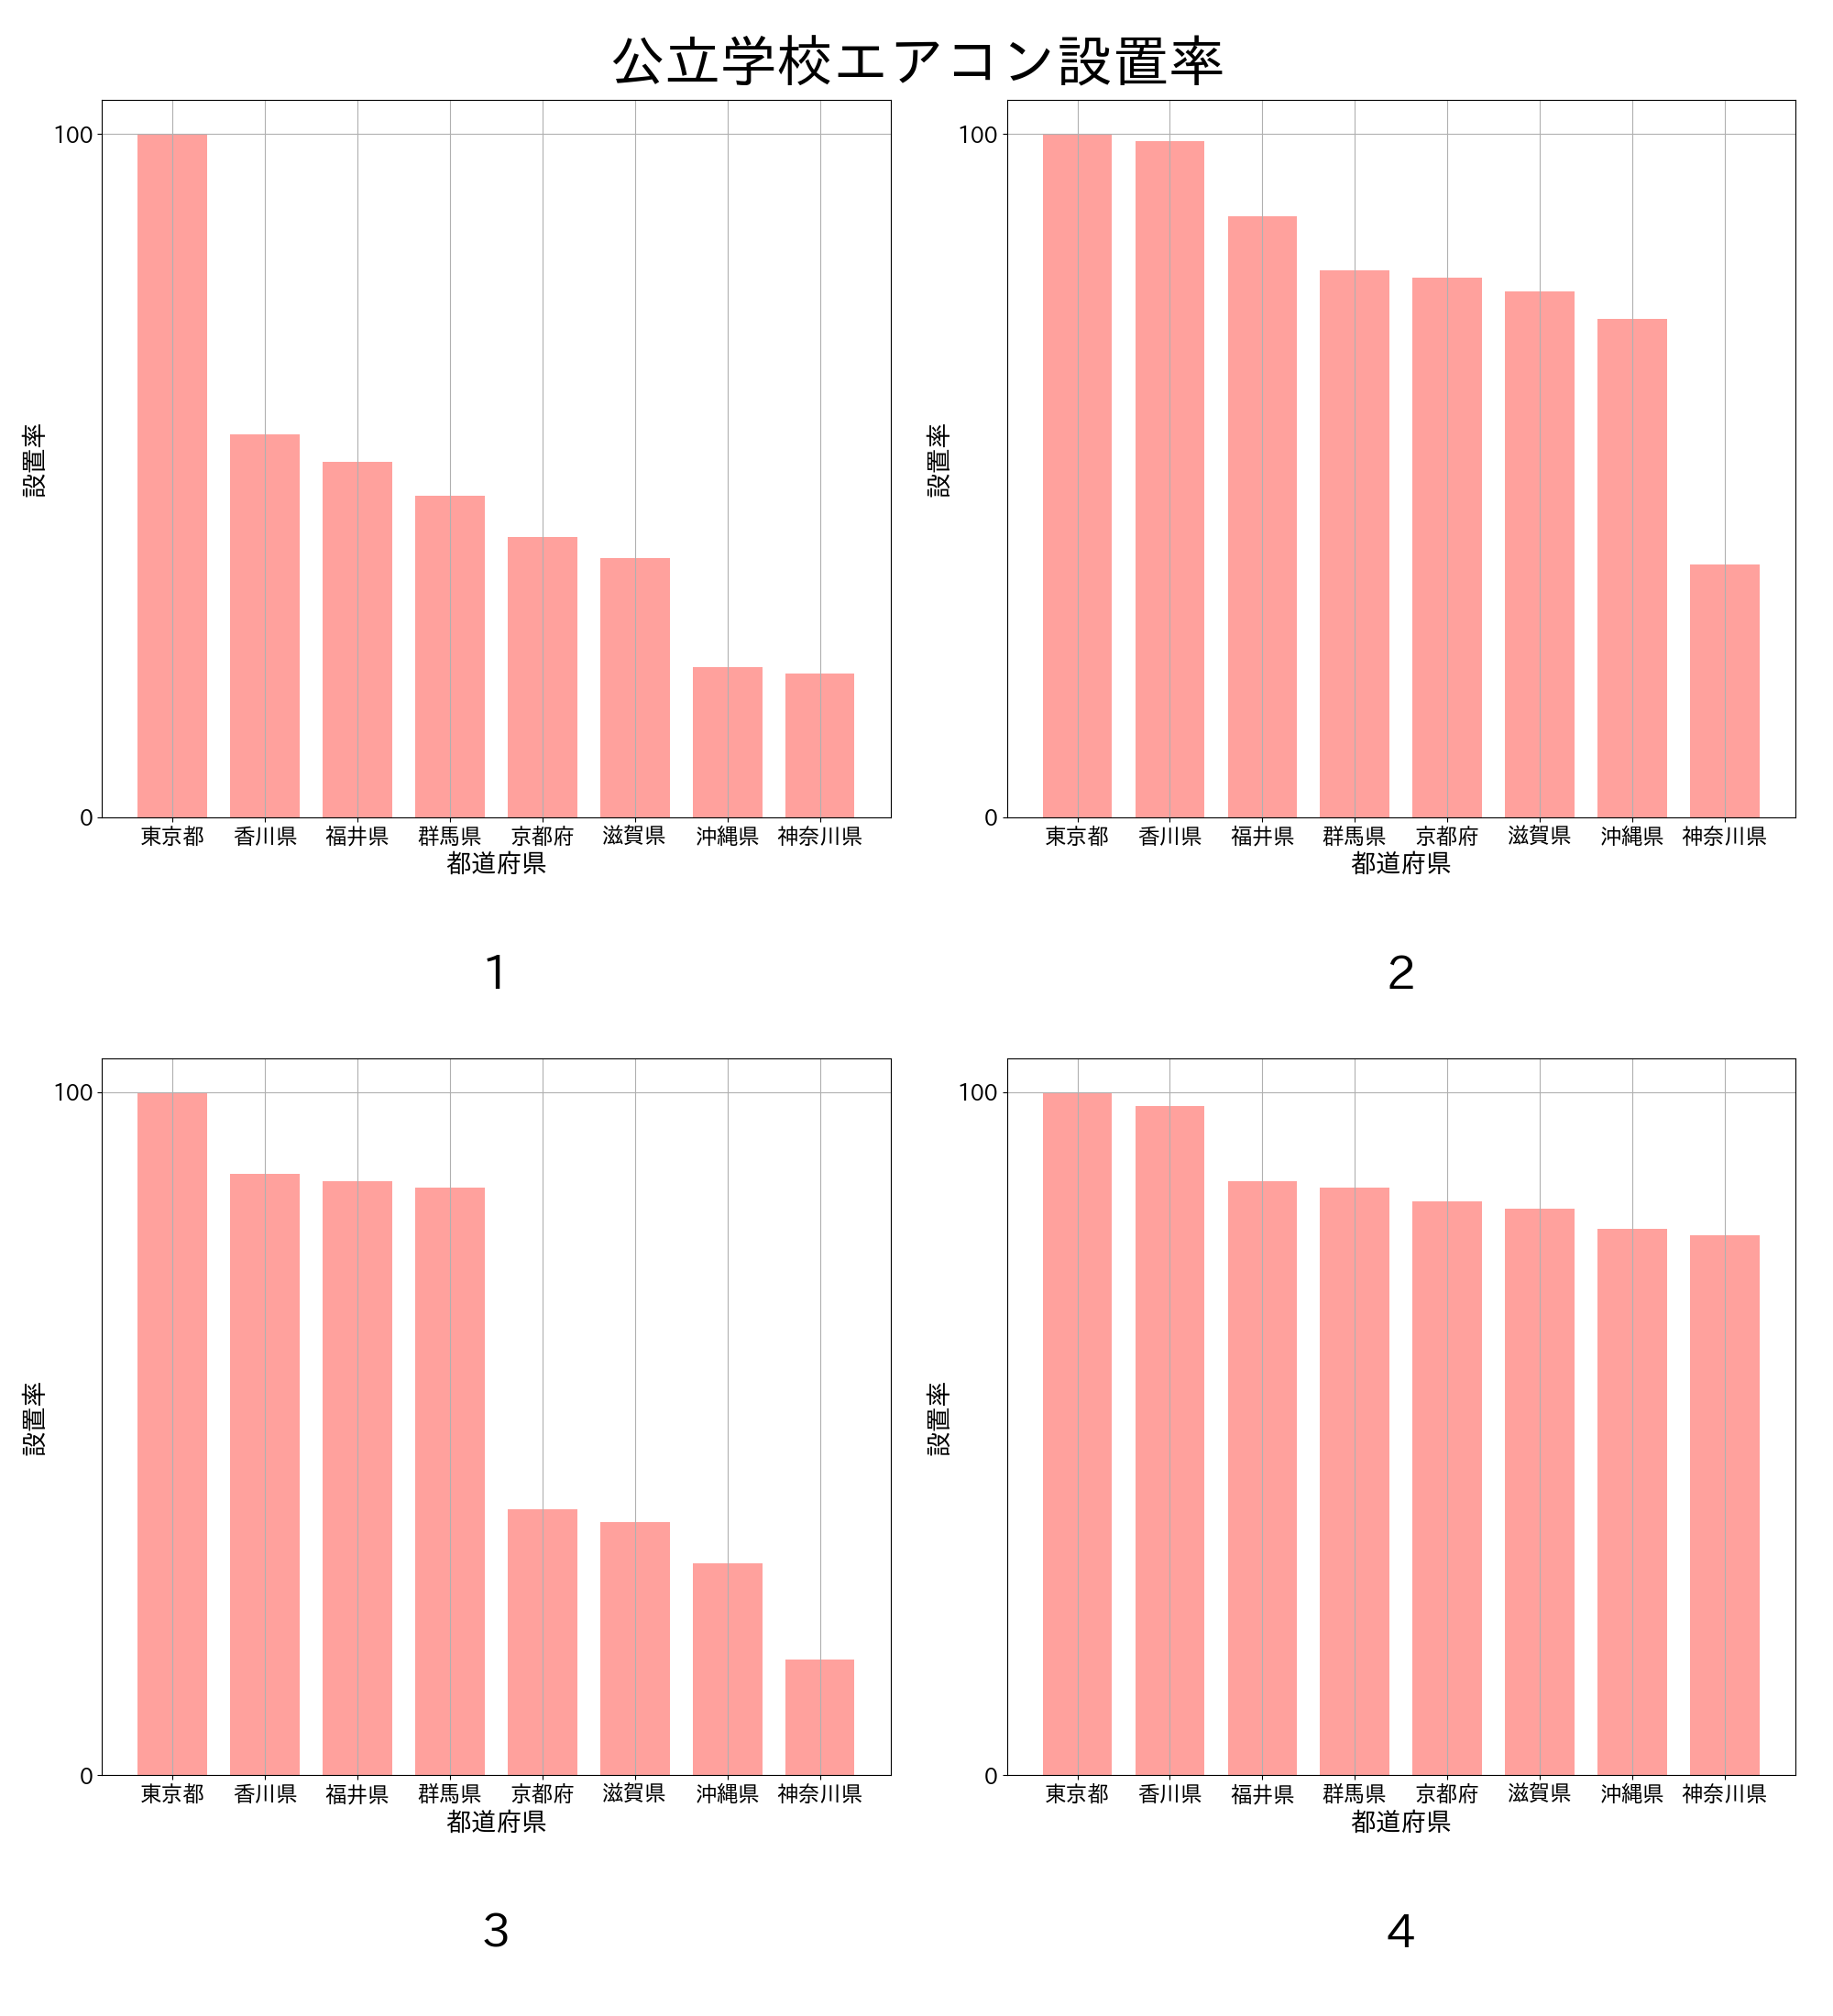 公立学校エアコン設置率
100
設置率
0
東京都 香川県 福井県 群馬県 京都府 滋賀県 沖縄県 神奈川県
都道府県
1
100
設置率
0
東京都 香川県 福井県 群馬県 京都府 滋賀県 沖縄県 神奈川県
都道府県
2
100
設置率
0
東京都 香川県 福井県 群馬県 京都府 滋賀県 沖縄県 神奈川県
都道府県
3
100
設置率
0
東京都 香川県 福井県 群馬県 京都府 滋賀県 沖縄県 神奈川県
都道府県
4